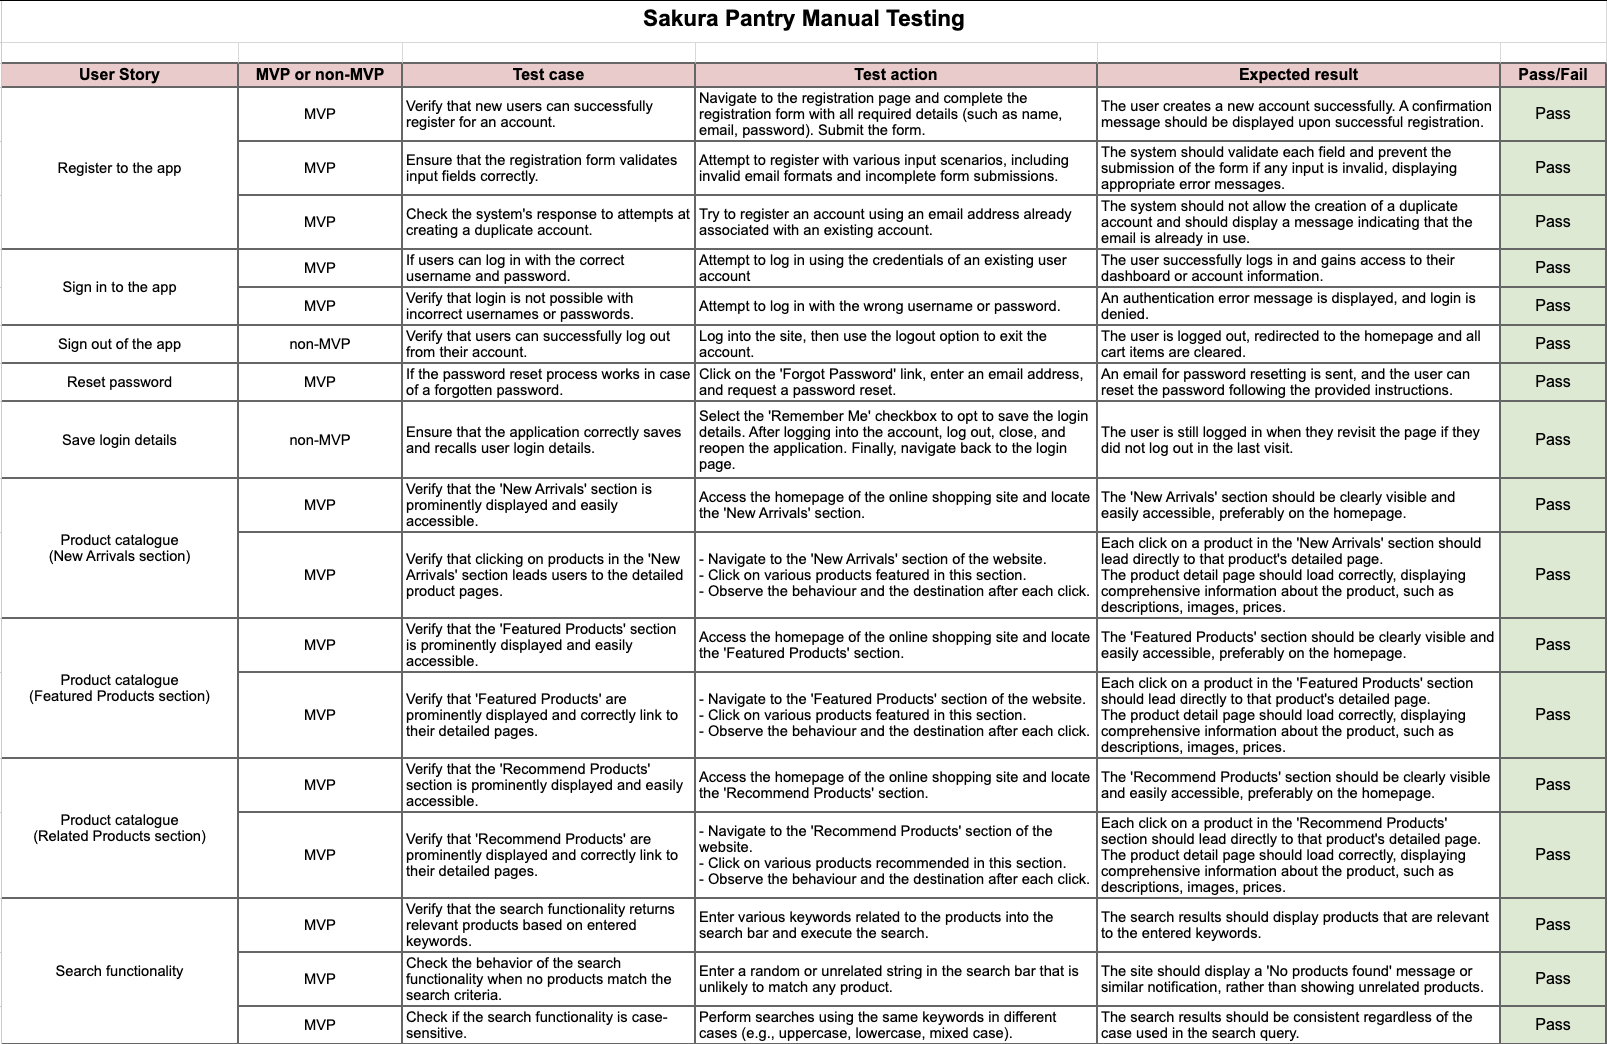 Sakura Pantry Manual Testing
User Story
MVP or non-MVP
Test case
Test action
Expected result
Pass/Fail
Register to the app
MVP
Verify that new users can successfully
register for an account.
Navigate to the registration page and complete the
registration form with all required details (such as name,
email, password). Submit the form.
The user creates a new account successfully. A confirmation
message should be displayed upon successful registration.
Pass
MVP
Ensure that the registration form validates
input fields correctly.
Attempt to register with various input scenarios, including
invalid email formats and incomplete form submissions.
The system should validate each field and prevent the
submission of the form if any input is invalid, displaying
appropriate error messages.
Pass
MVP
Check the system's response to attempts at
creating a duplicate account.
Try to register an account using an email address already
associated with an existing account.
The system should not allow the creation of a duplicate
account and should display a message indicating that the
email is already in use.
Pass
Sign in to the app
MVP
If users can log in with the correct
username and password.
Attempt to log in using the credentials of an existing user
account
The user successfully logs in and gains access to their
dashboard or account information.
Pass
MVP
Verify that login is not possible with
incorrect usernames or passwords.
Attempt to log in with the wrong username or password.
An authentication error message is displayed, and login is
denied.
Pass
Sign out of the app
non-MVP
Verify that users can successfully log out
from their account.
Log into the site, then use the logout option to exit the
account.
The user is logged out, redirected to the homepage and all
cart items are cleared.
Pass
Reset password
MVP
If the password reset process works in case
of a forgotten password.
Click on the 'Forgot Password' link, enter an email address,
and request a password reset.
An email for password resetting is sent, and the user can
reset the password following the provided instructions.
Pass
Save login details
non-MVP
Ensure that the application correctly saves
and recalls user login details.
Select the 'Remember Me' checkbox to opt to save the login
details. After logging into the account, log out, close, and
reopen the application. Finally, navigate back to the login
page.
The user is still logged in when they revisit the page if they
did not log out in the last visit.
Pass
Product catalogue
(New Arrivals section)
MVP
Verify that the 'New Arrivals' section is
prominently displayed and easily
accessible.
Access the homepage of the online shopping site and locate
the 'New Arrivals' section.
The 'New Arrivals' section should be clearly visible and
easily accessible, preferably on the homepage.
Pass
MVP
Verify that clicking on products in the 'New
Arrivals' section leads users to the detailed
product pages.
- Navigate to the 'New Arrivals' section of the website.
- Click on various products featured in this section.
- Observe the behaviour and the destination after each click.
Each click on a product in the 'New Arrivals' section should
lead directly to that product's detailed page.
The product detail page should load correctly, displaying
comprehensive information about the product, such as
descriptions, images, prices.
Pass
Product catalogue
(Featured Products section)
MVP
Verify that the 'Featured Products' section
is prominently displayed and easily
accessible.
Access the homepage of the online shopping site and locate
the 'Featured Products' section.
The 'Featured Products' section should be clearly visible and
easily accessible, preferably on the homepage.
Pass
MVP
Verify that 'Featured Products' are
prominently displayed and correctly link to
their detailed pages.
- Navigate to the 'Featured Products' section of the website.
- Click on various products featured in this section.
- Observe the behaviour and the destination after each click.
Each click on a product in the 'Featured Products' section
should lead directly to that product's detailed page.
The product detail page should load correctly, displaying
comprehensive information about the product, such as
descriptions, images, prices.
Pass
Product catalogue
(Related Products section)
MVP
Verify that the 'Recommend Products'
section is prominently displayed and easily
accessible.
Access the homepage of the online shopping site and locate
the 'Recommend Products' section.
The 'Recommend Products' section should be clearly visible
and easily accessible, preferably on the homepage.
Pass
MVP
Verify that 'Recommend Products' are
prominently displayed and correctly link to
their detailed pages.
- Navigate to the 'Recommend Products' section of the
website.
- Click on various products recommended in this section.
- Observe the behaviour and the destination after each click.
Each click on a product in the 'Recommend Products'
section should lead directly to that product's detailed page.
The product detail page should load correctly, displaying
comprehensive information about the product, such as
descriptions, images, prices.
Pass
Search functionality
MVP
Verify that the search functionality returns
relevant products based on entered
keywords.
Enter various keywords related to the products into the
search bar and execute the search.
The search results should display products that are relevant
to the entered keywords.
Pass
MVP
Check the behavior of the search
functionality when no products match the
search criteria.
Enter a random or unrelated string in the search bar that is
unlikely to match any product.
The site should display a 'No products found' message or
similar notification, rather than showing unrelated products.
Pass
MVP
Check if the search functionality is case-
sensitive.
Perform searches using the same keywords in different
cases (e.g., uppercase, lowercase, mixed case).
The search results should be consistent regardless of the
case used in the search query.
Pass